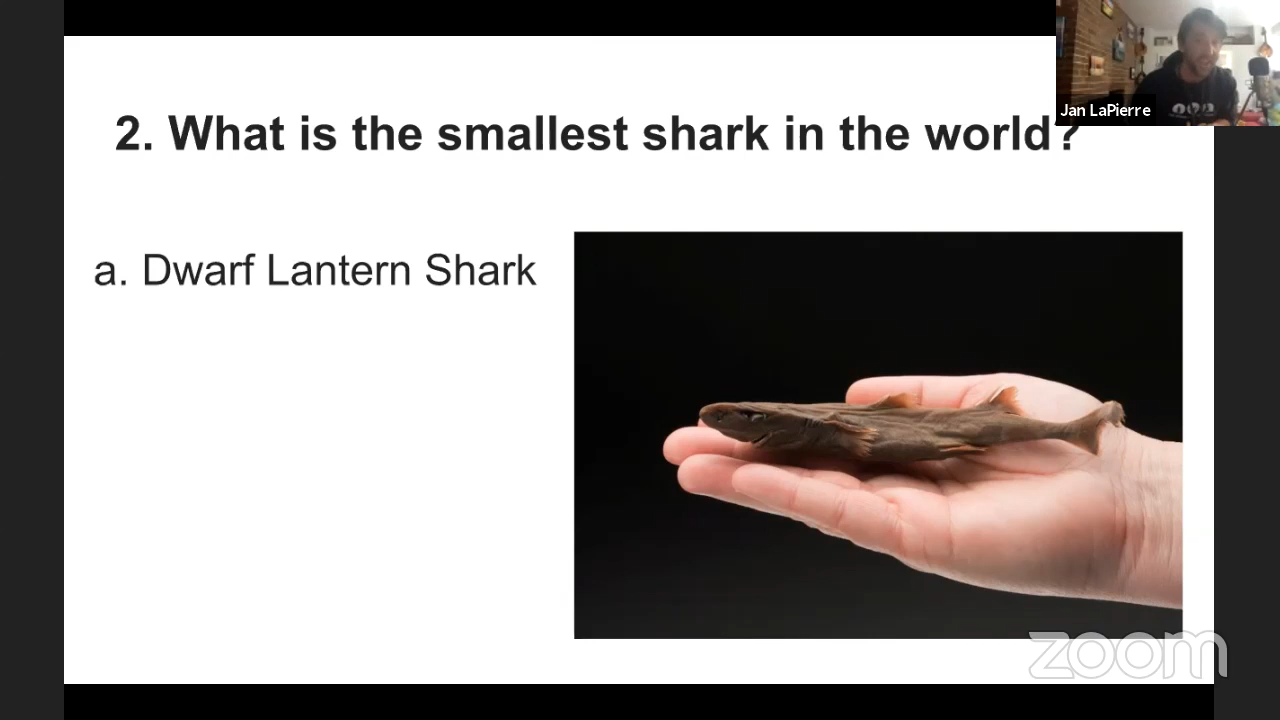 2. What is the smallest shark in the world?
Jan LaPierre
a. Dwarf Lantern Shark
zoom